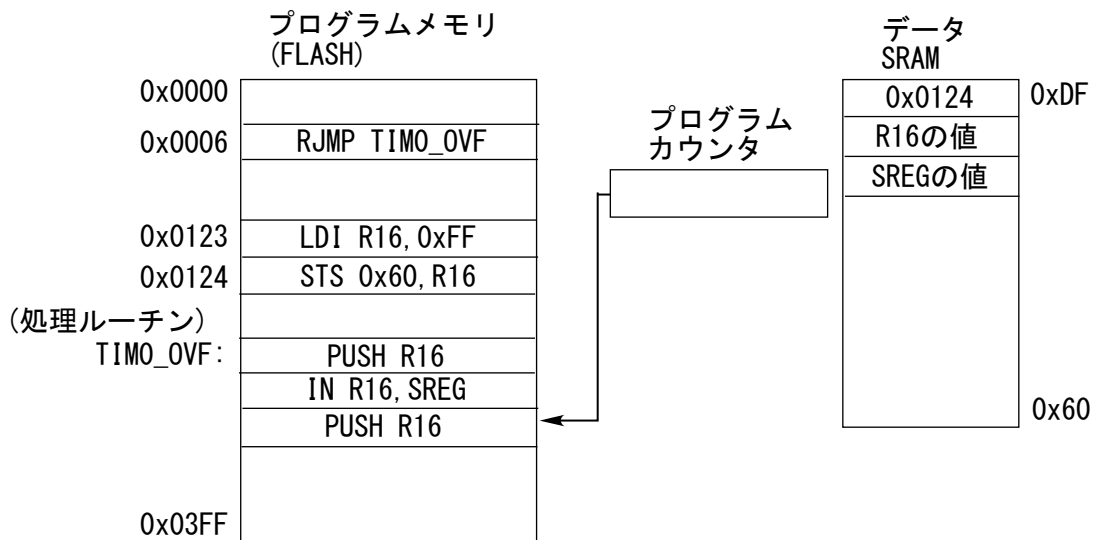 プログラムメモリ
(FLASH)
0x0000
0x0006
RJMP TIM0_OVF
0x0123
LDI R16,0xFF
0x0124
STS 0x60,R16
(処理ルーチン)
TIM0_OVF:
PUSH R16
IN R16,SREG
PUSH R16
0x03FF
プログラム
カウンタ
データ
SRAM
0x0124
0xDF
R16の値
SREGの値
0x60